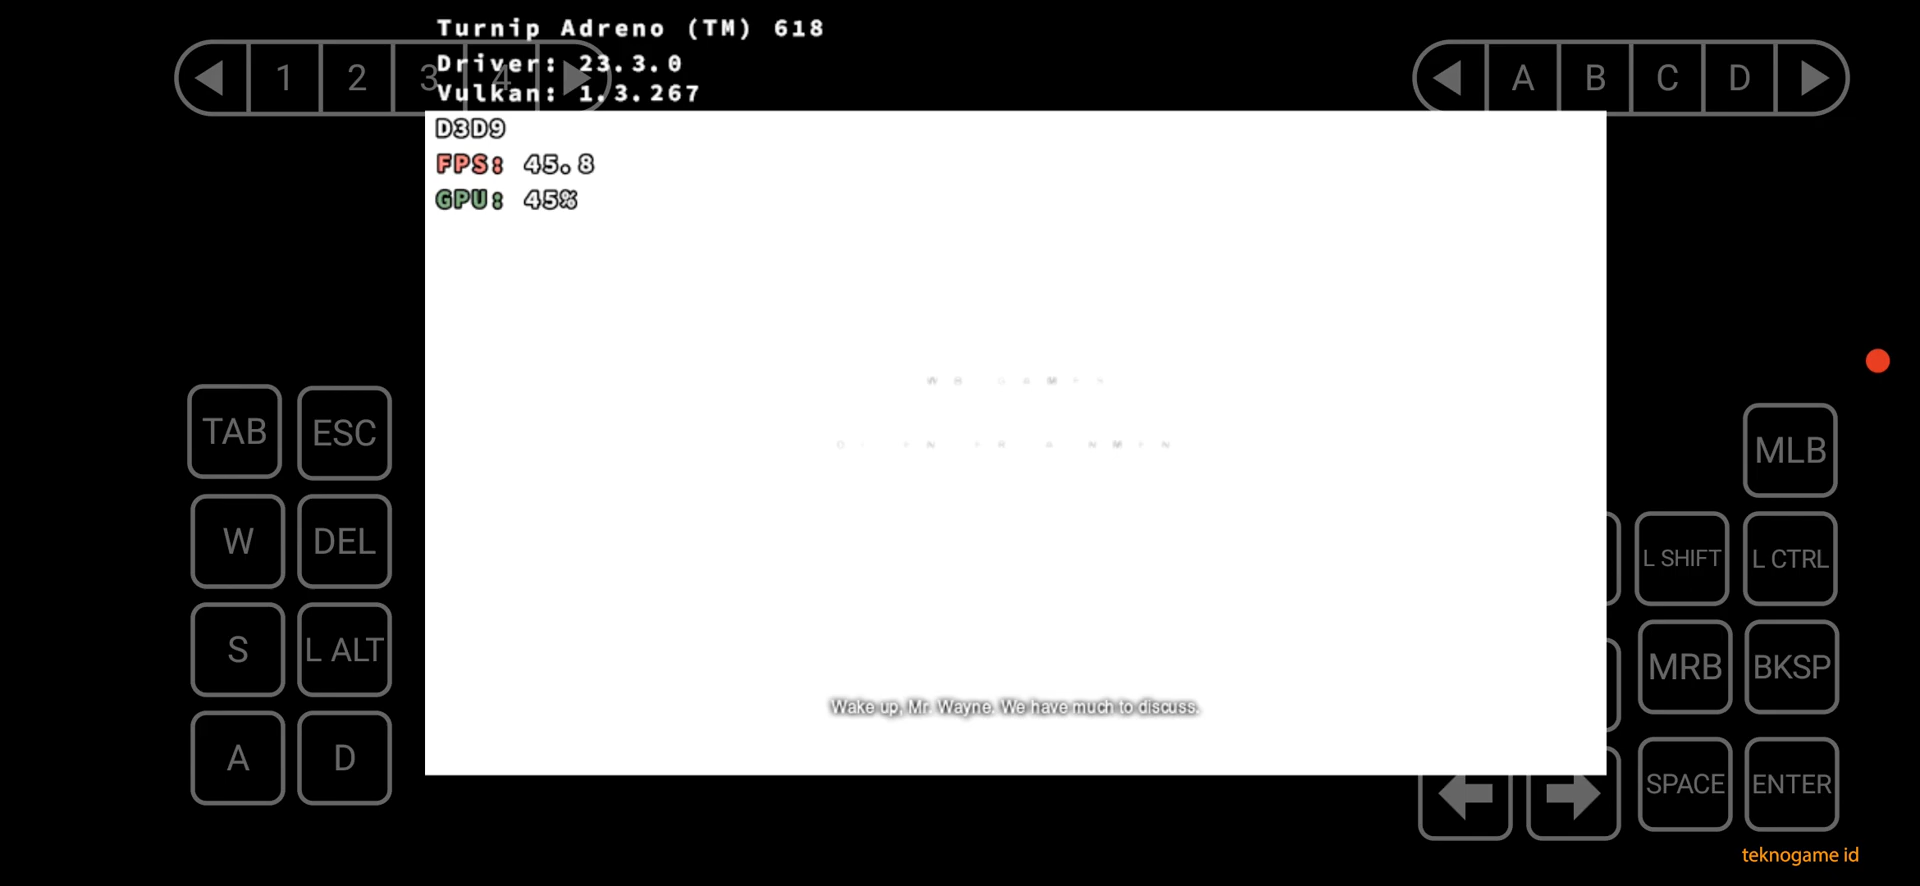 Turnip Adreno (TM) 618
Driver: 23.3.0
Vulkan: 1.3.267
1 2 3 4
A B C D
D3D9
FPS: 45.8
GPU: 45%
TAB ESC
MLB
W DEL
L SHIFT L CTRL
S L ALT
MRB BKSP
Wake up, Mr. Wayne. We have much to discuss.
A D
SPACE ENTER
teknogame id